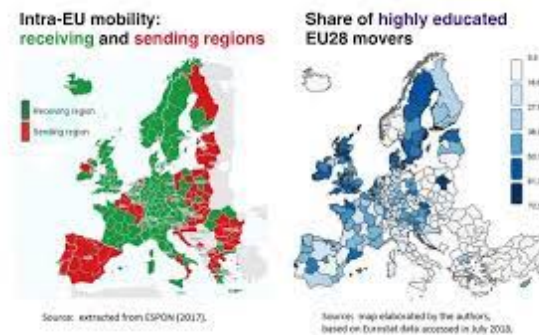 Intra-EU mobility:
receiving and sending regions
Receiving region
Sending region
Source: extracted from ESPON (2017).
Share of highly educated
EU28 movers
Source: map elaborated by the authors,
based on Eurostat data accessed in July 2018.